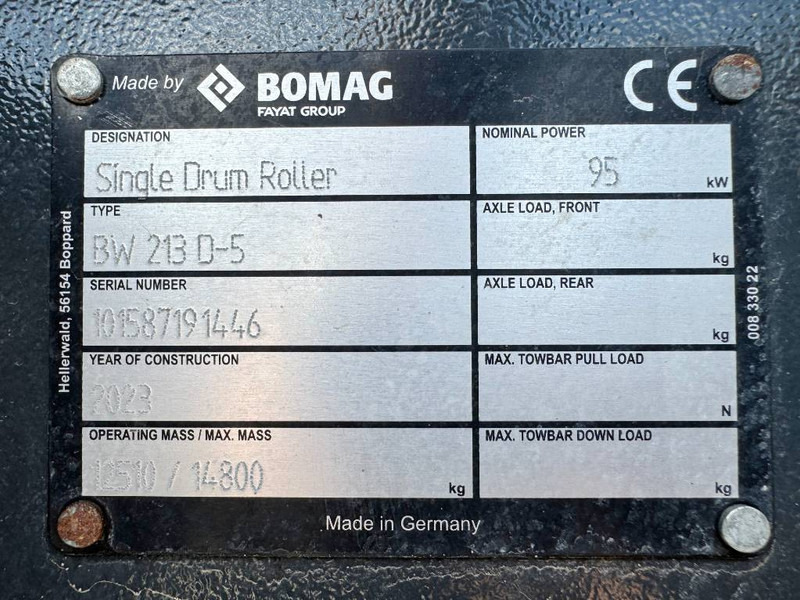 Made by BOMAG
FAYAT GROUP
CE
DESIGNATION
Single Drum Roller
NOMINAL POWER
95 kW
TYPE
BW 213 D-5
AXLE LOAD, FRONT
kg
SERIAL NUMBER
101587191446
AXLE LOAD, REAR
kg
YEAR OF CONSTRUCTION
2023
MAX. TOWBAR PULL LOAD
N
OPERATING MASS / MAX. MASS
12510 / 14800 kg
MAX. TOWBAR DOWN LOAD
kg
Hellerwald, 56154 Boppard
008 330 22
Made in Germany